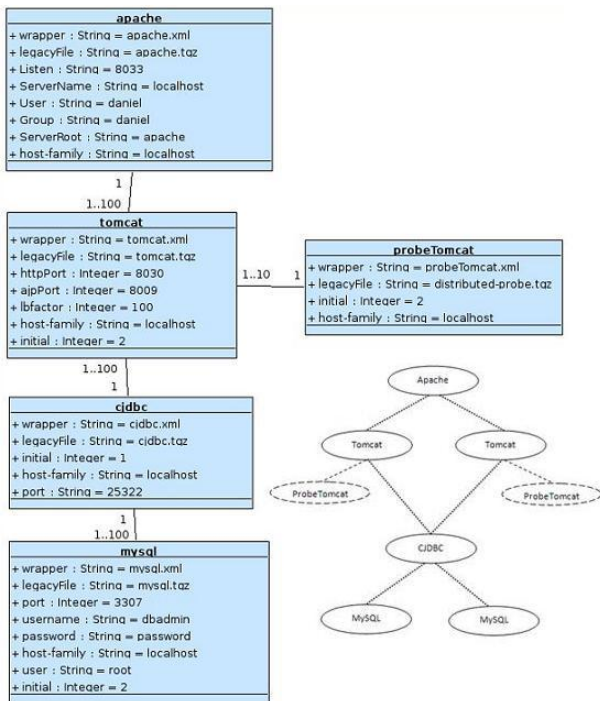 apache
+ wrapper : String = apache.xml
+ legacyFile : String = apache.tgz
+ Listen : String = 8033
+ ServerName : String = localhost
+ User : String = daniel
+ Group : String = daniel
+ ServerRoot : String = apache
+ host-family : String = localhost
1
1..100
tomcat
+ wrapper : String = tomcat.xml
+ legacyFile : String = tomcat.tgz
+ httpPort : Integer = 8030
+ ajpPort : Integer = 8009
+ lbfactor : Integer = 100
+ host-family : String = localhost
+ initial : Integer = 2
1..10
1
probeTomcat
+ wrapper : String = probeTomcat.xml
+ legacyFile : String = distributed-probe.tgz
+ initial : Integer = 2
+ host-family : String = localhost
1..100
1
cjdbc
+ wrapper : String = cjdbc.xml
+ legacyFile : String = cjdbc.tgz
+ initial : Integer = 1
+ host-family : String = localhost
+ port : String = 25322
1
1..100
mysql
+ wrapper : String = mysql.xml
+ legacyFile : String = mysql.tgz
+ port : Integer = 3307
+ username : String = dbadmin
+ password : String = password
+ host-family : String = localhost
+ user : String = root
+ initial : Integer = 2
Apache
Tomcat
Tomcat
ProbeTomcat
ProbeTomcat
CJDBC
MySQL
MySQL